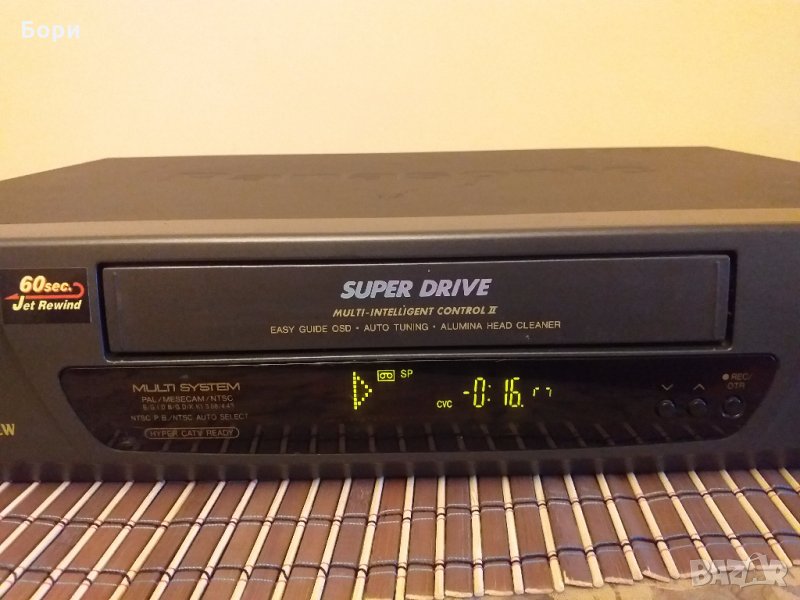 Бори
60sec.
Jet Rewind
SUPER DRIVE
MULTI-INTELLIGENT CONTROL II
EASY GUIDE OSD • AUTO TUNING • ALUMINA HEAD CLEANER
MULTI SYSTEM
PAL/MESECAM/NTSC
NTSC P.B./NTSC AUTO SELECT
HYPER CATV READY
SP
CVC -0:16.
REC/
OTR
BAZAR